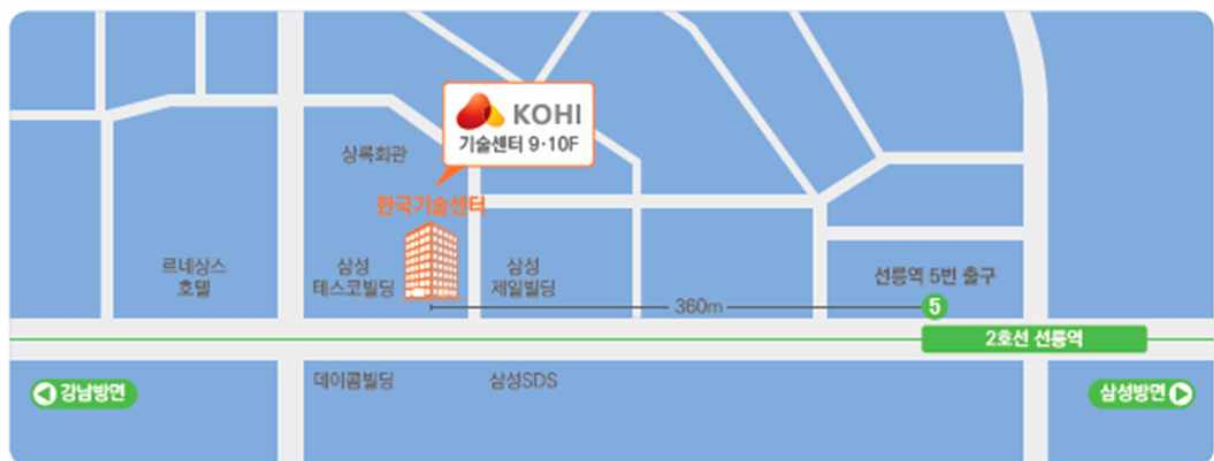 KOHI
기술센터 9·10F
상록회관
한국기술센터
르네상스
호텔
삼성
테스코빌딩
삼성
제일빌딩
선릉역 5번 출구
360m
5
2호선 선릉역
데이콤빌딩
삼성SDS
강남방면
삼성방면